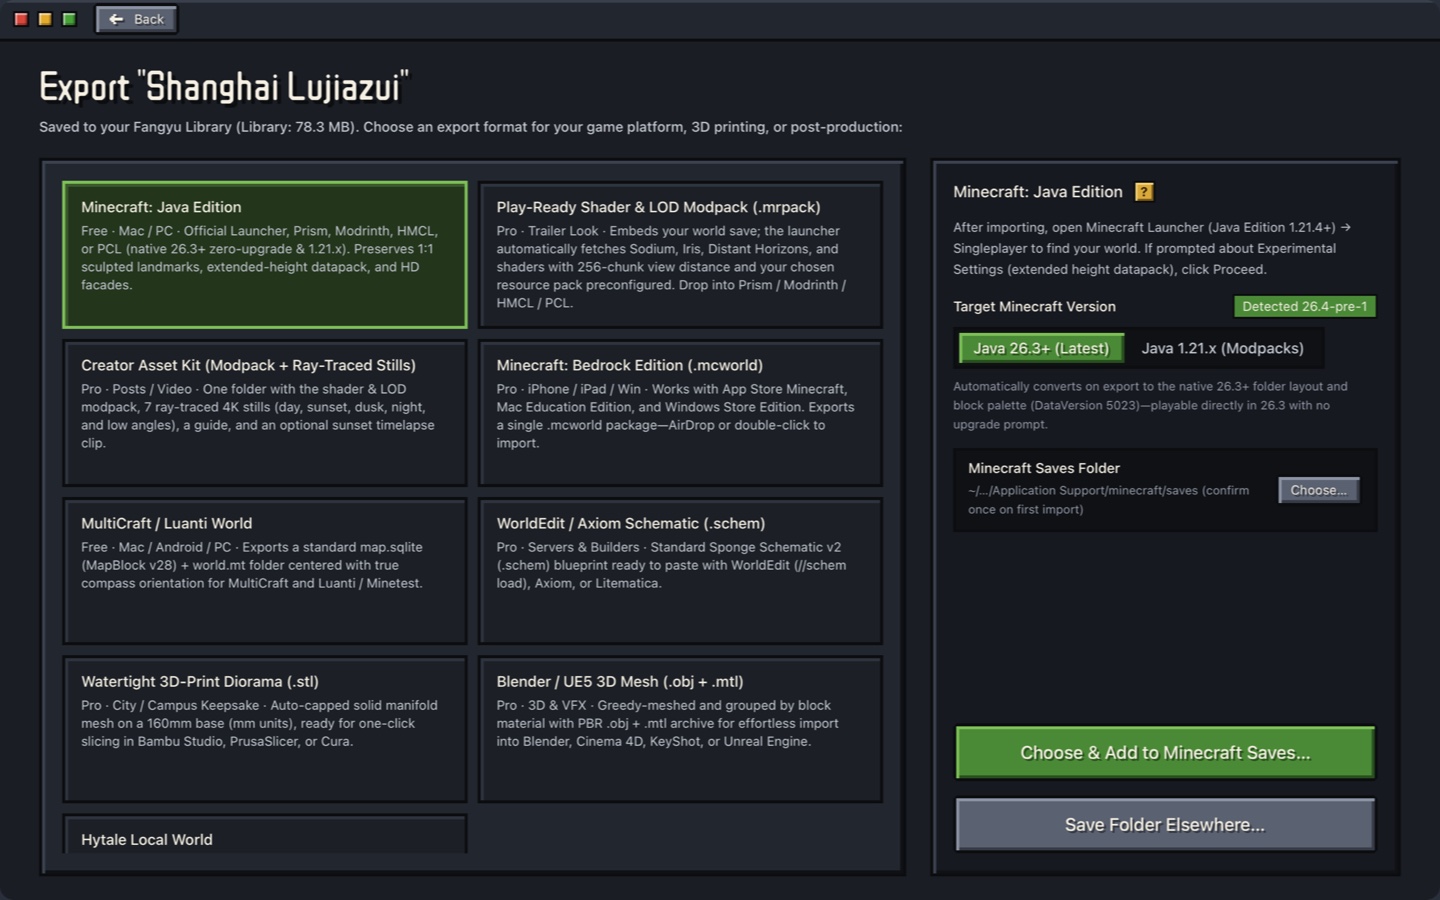 Back
Export "Shanghai Lujiazui"
Saved to your Fangyu Library (Library: 78.3 MB). Choose an export format for your game platform, 3D printing, or post-production:
Minecraft: Java Edition
Free · Mac / PC · Official Launcher, Prism, Modrinth, HMCL,
or PCL (native 26.3+ zero-upgrade & 1.21.x). Preserves 1:1
sculpted landmarks, extended-height datapack, and HD
facades.
Play-Ready Shader & LOD Modpack (.mrpack)
Pro · Trailer Look · Embeds your world save; the launcher
automatically fetches Sodium, Iris, Distant Horizons, and
shaders with 256-chunk view distance and your chosen
resource pack preconfigured. Drop into Prism / Modrinth /
HMCL / PCL.
Creator Asset Kit (Modpack + Ray-Traced Stills)
Pro · Posts / Video · One folder with the shader & LOD
modpack, 7 ray-traced 4K stills (day, sunset, dusk, night,
and low angles), a guide, and an optional sunset timelapse
clip.
Minecraft: Bedrock Edition (.mcworld)
Pro · iPhone / iPad / Win · Works with App Store Minecraft,
Mac Education Edition, and Windows Store Edition. Exports
a single .mcworld package—AirDrop or double-click to
import.
MultiCraft / Luanti World
Free · Mac / Android / PC · Exports a standard map.sqlite
(MapBlock v28) + world.mt folder centered with true
compass orientation for MultiCraft and Luanti / Minetest.
WorldEdit / Axiom Schematic (.schem)
Pro · Servers & Builders · Standard Sponge Schematic v2
(.schem) blueprint ready to paste with WorldEdit (//schem
load), Axiom, or Litematica.
Watertight 3D-Print Diorama (.stl)
Pro · City / Campus Keepsake · Auto-capped solid manifold
mesh on a 160mm base (mm units), ready for one-click
slicing in Bambu Studio, PrusaSlicer, or Cura.
Blender / UE5 3D Mesh (.obj + .mtl)
Pro · 3D & VFX · Greedy-meshed and grouped by block
material with PBR .obj + .mtl archive for effortless import
into Blender, Cinema 4D, KeyShot, or Unreal Engine.
Hytale Local World
Minecraft: Java Edition ?
After importing, open Minecraft Launcher (Java Edition 1.21.4+) →
Singleplayer to find your world. If prompted about Experimental
Settings (extended height datapack), click Proceed.
Target Minecraft Version
Detected 26.4-pre-1
Java 26.3+ (Latest)
Java 1.21.x (Modpacks)
Automatically converts on export to the native 26.3+ folder layout and
block palette (DataVersion 5023)—playable directly in 26.3 with no
upgrade prompt.
Minecraft Saves Folder
~/.../Application Support/minecraft/saves (confirm
once on first import)
Choose...
Choose & Add to Minecraft Saves...
Save Folder Elsewhere...